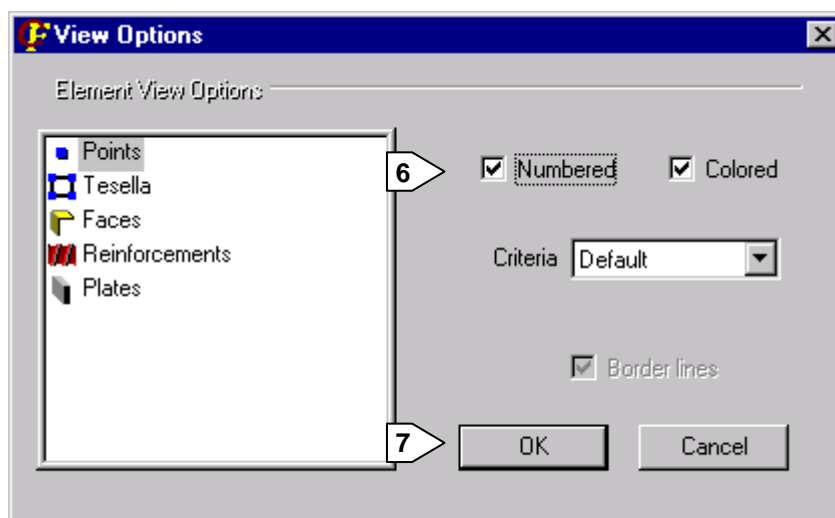 View Options
Element View Options
Points
Tesella
Faces
Reinforcements
Plates
6
Numbered
Colored
Criteria
Default
Border lines
7
OK
Cancel